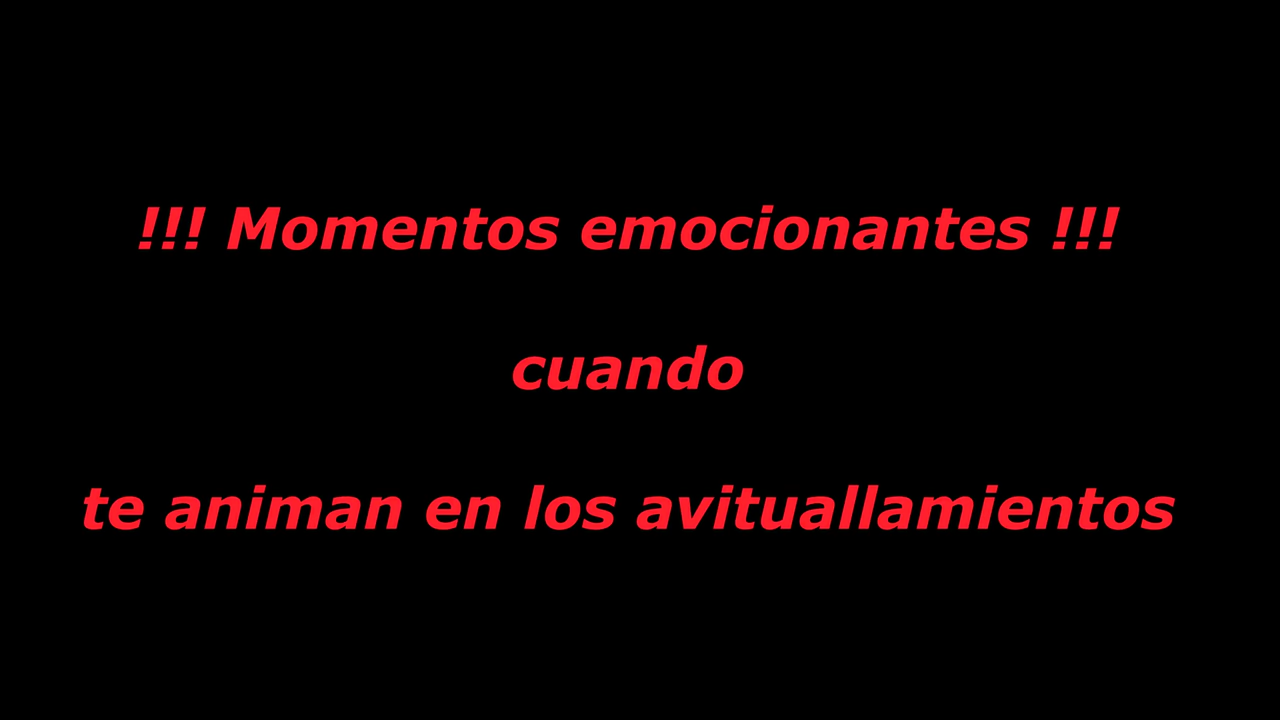 !!! Momentos emocionantes !!!
cuando
te animan en los avituallamientos